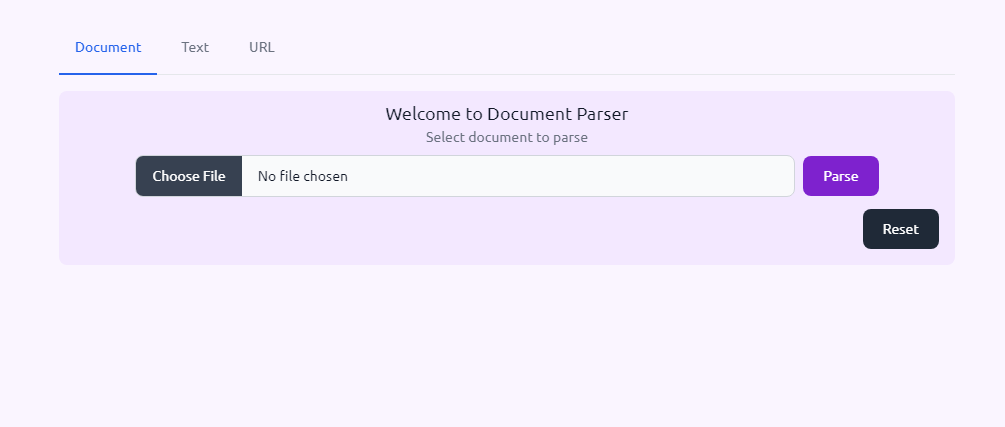 Document Text URL
Welcome to Document Parser
Select document to parse
Choose File No file chosen Parse
Reset